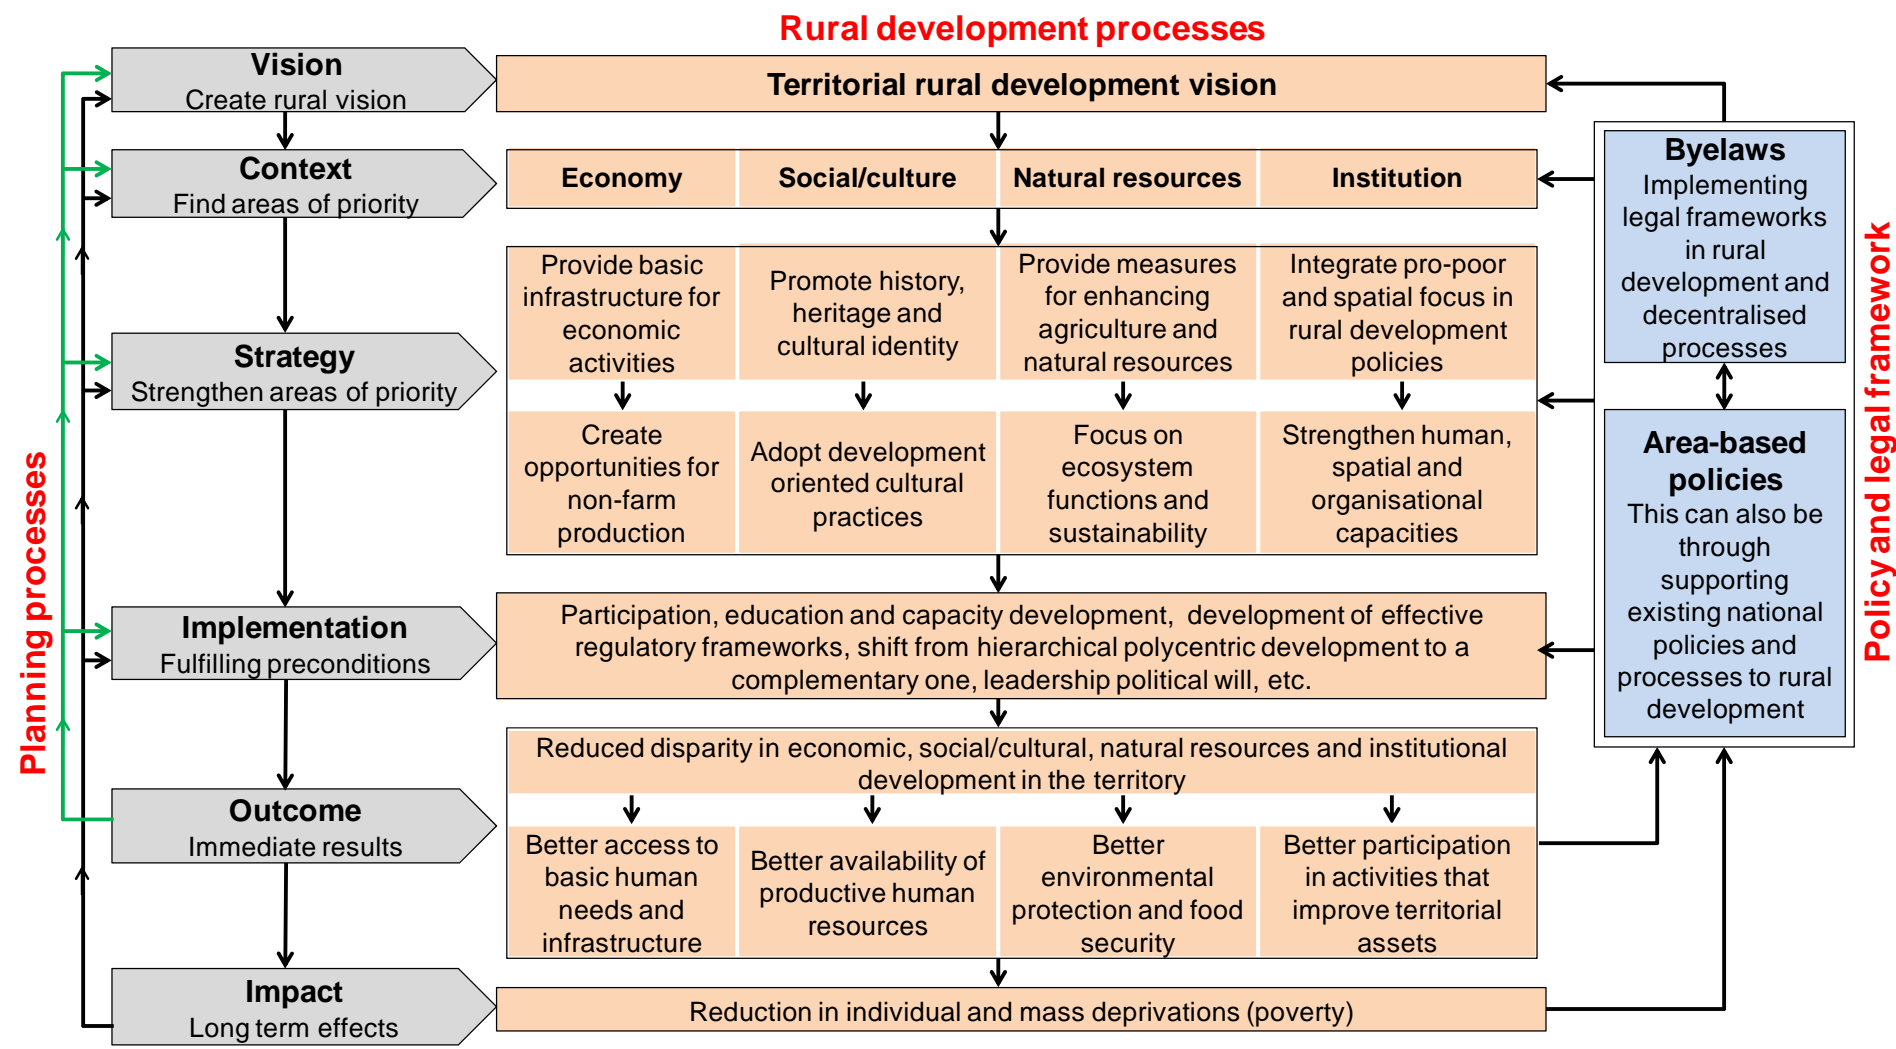 Rural development processes
Vision
Create rural vision
Territorial rural development vision
Context
Find areas of priority
Economy
Social/culture
Natural resources
Institution
Strategy
Strengthen areas of priority
Provide basic
infrastructure for
economic
activities
Promote history,
heritage and
cultural identity
Provide measures
for enhancing
agriculture and
natural resources
Integrate pro-poor
and spatial focus in
rural development
policies
Create
opportunities for
non-farm
production
Adopt development
oriented cultural
practices
Focus on
ecosystem
functions and
sustainability
Strengthen human,
spatial and
organisational
capacities
Implementation
Fulfilling preconditions
Participation, education and capacity development, development of effective
regulatory frameworks, shift from hierarchical polycentric development to a
complementary one, leadership political will, etc.
Outcome
Immediate results
Reduced disparity in economic, social/cultural, natural resources and institutional
development in the territory
Better access to
basic human
needs and
infrastructure
Better availability of
productive human
resources
Better
environmental
protection and food
security
Better participation
in activities that
improve territorial
assets
Impact
Long term effects
Reduction in individual and mass deprivations (poverty)
Byelaws
Implementing
legal frameworks
in rural
development and
decentralised
processes
Area-based
policies
This can also be
through
supporting
existing national
policies and
processes to rural
development
Planning processes
Policy and legal framework